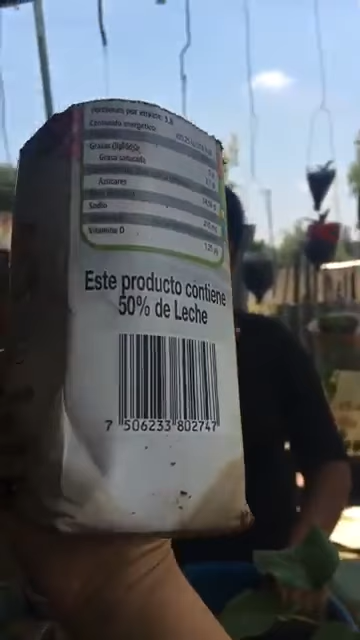 Porciones por envase: 3.8
Contenido energético
Grasas (lípidos):
Grasa saturada
Azúcares
Sodio
Vitamina D
Este producto contiene
50% de Leche
7 506233 802747